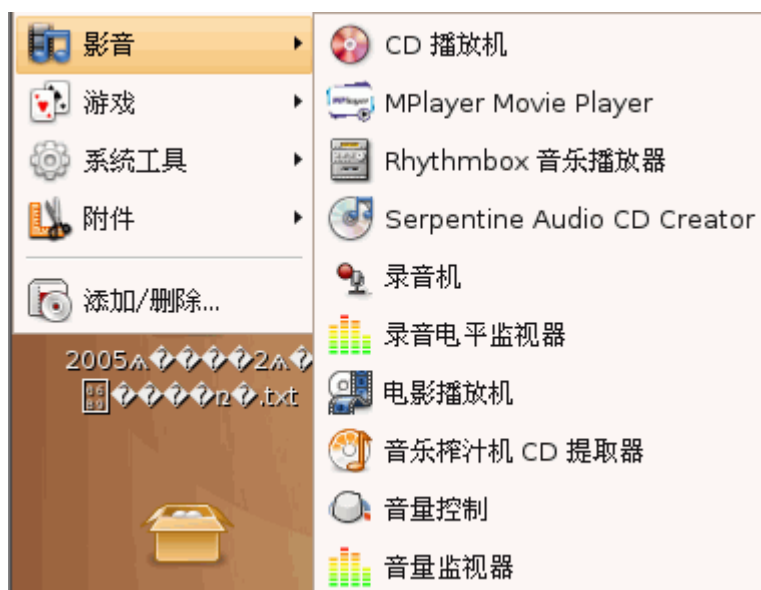 影音
游戏
系统工具
附件
添加/删除...
CD 播放机
MPlayer Movie Player
Rhythmbox 音乐播放器
Serpentine Audio CD Creator
录音机
录音电平监视器
电影播放机
音乐榨汁机 CD 提取器
音量控制
音量监视器